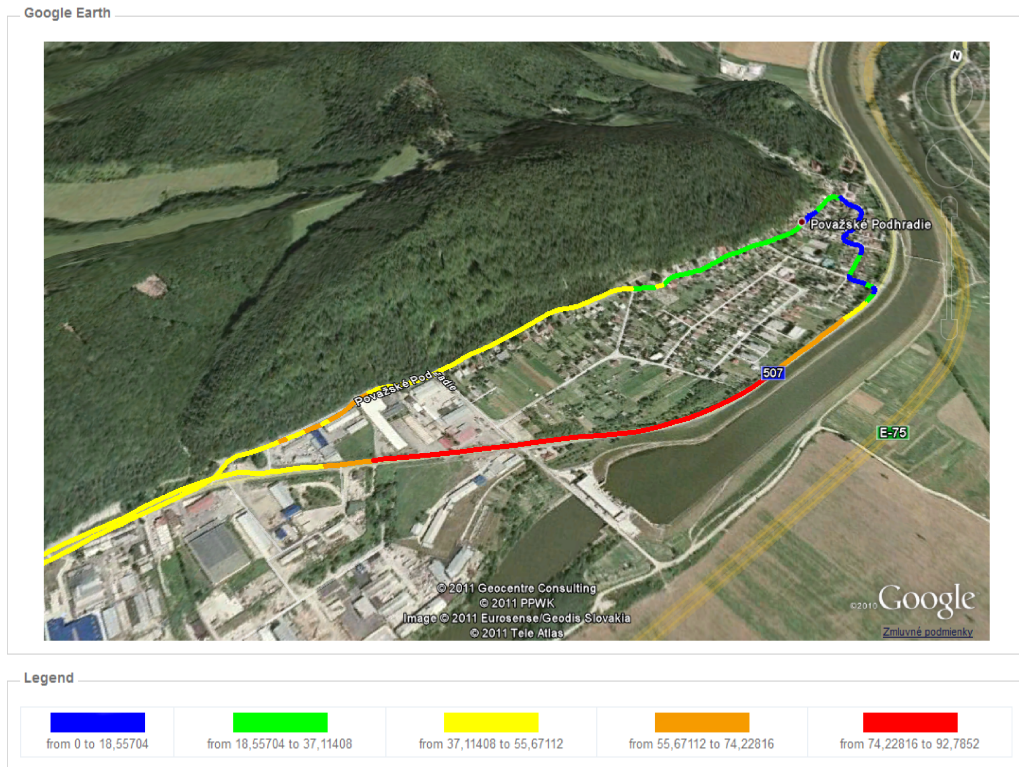 Google Earth
N
Považské Podhradie
507
Považské Pod radie
E-75
© 2011 Geocentre Consulting
© 2011 PPWK
Image © 2011 Eurosense/Geodis Slovakia
© 2011 Tele Atlas
©2010 Google
Zmluvné podmienky
Legend
from 0 to 18,55704
from 18,55704 to 37,11408
from 37,11408 to 55,67112
from 55,67112 to 74,22816
from 74,22816 to 92,7852